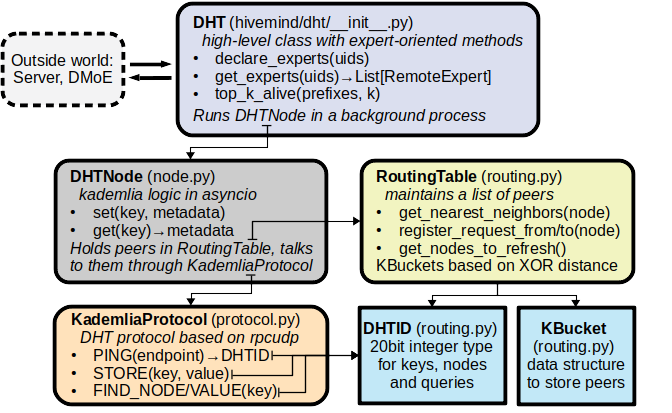 Outside world:
Server, DMoE
DHT (hivemind/dht/__init__.py)
high-level class with expert-oriented methods
• declare_experts(uids)
• get_experts(uids)→List[RemoteExpert]
• top_k_alive(prefixes, k)
Runs DHTNode in a background process
DHTNode (node.py)
kademlia logic in asyncio
• set(key, metadata)
• get(key)→metadata
Holds peers in RoutingTable, talks
to them through KademliaProtocol
RoutingTable (routing.py)
maintains a list of peers
• get_nearest_neighbors(node)
• register_request_from/to(node)
• get_nodes_to_refresh()
KBuckets based on XOR distance
KademliaProtocol (protocol.py)
DHT protocol based on rpcudp
• PING(endpoint)→DHTID
• STORE(key, value)
• FIND_NODE/VALUE(key)
DHTID (routing.py)
20bit integer type
for keys, nodes
and queries
KBucket
(routing.py)
data structure
to store peers